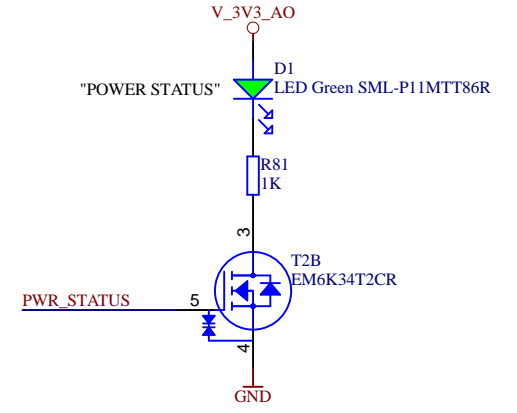 V_3V3_AO
D1
"POWER STATUS"
LED Green SML-P11MTT86R
R81
1K
3
T2B
EM6K34T2CR
PWR_STATUS
5
4
GND